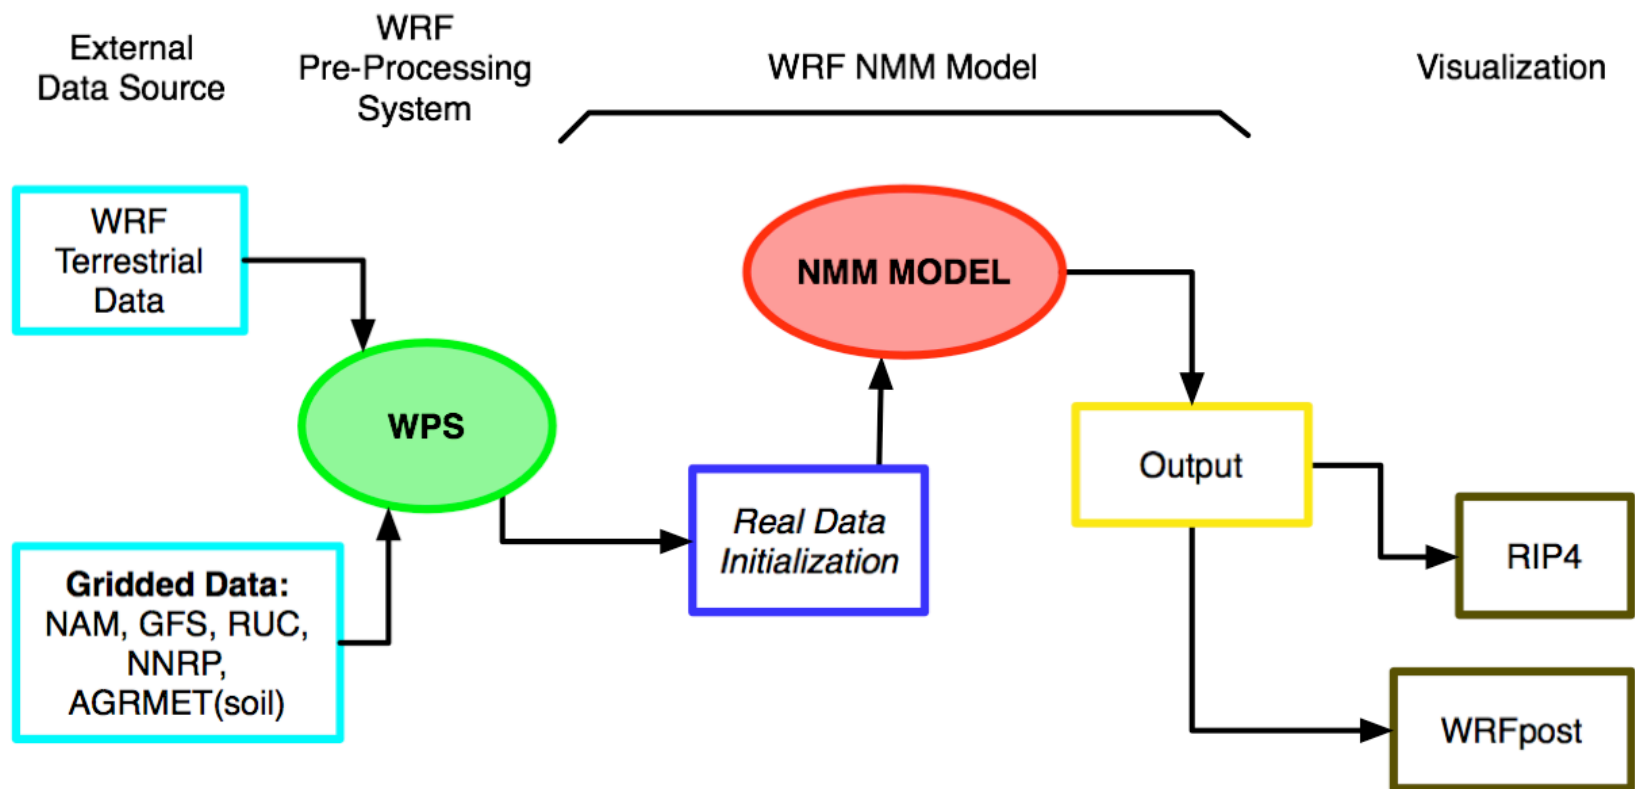 External
Data Source
WRF
Pre-Processing
System
WRF NMM Model
Visualization
WRF
Terrestrial
Data
NMM MODEL
WPS
Output
Real Data
Initialization
Gridded Data:
NAM, GFS, RUC,
NNRP,
AGRMET(soil)
RIP4
WRFpost